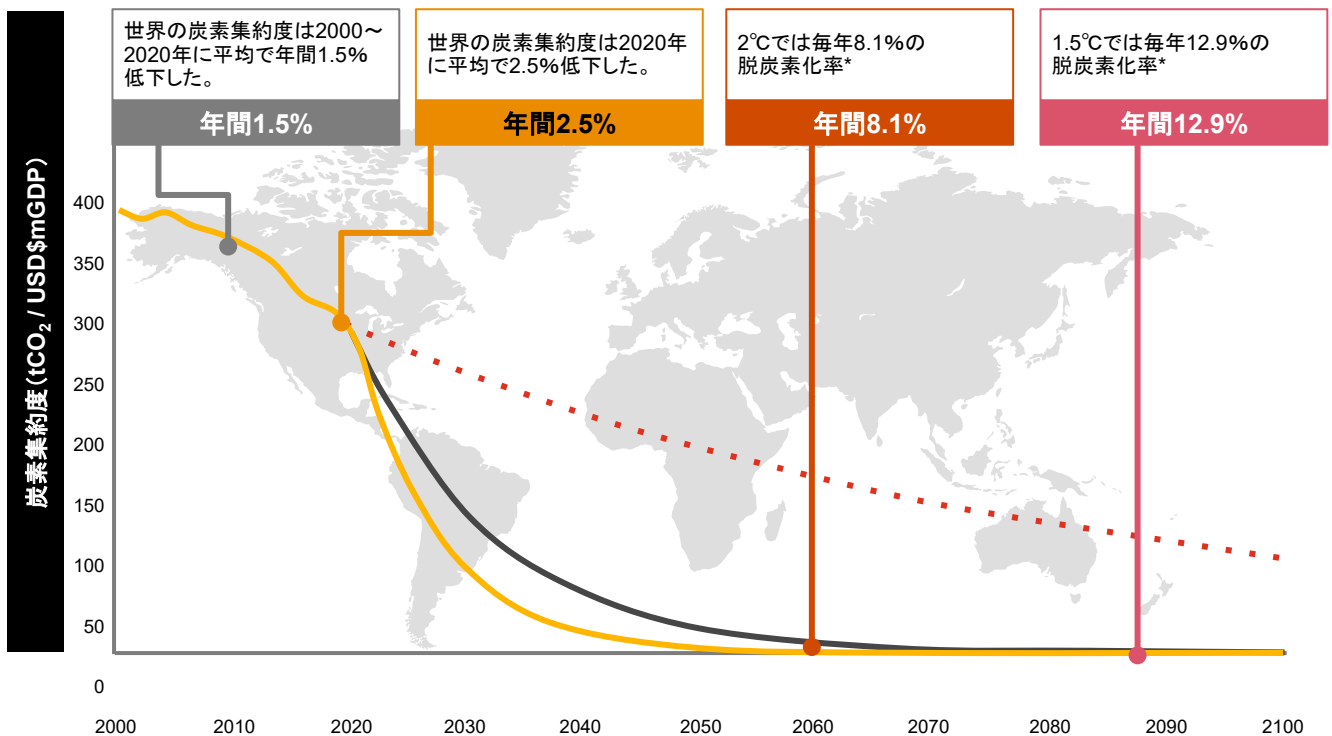 世界の炭素集約度は2000～
2020年に平均で年間1.5%
低下した。
年間1.5%
世界の炭素集約度は2020年
に平均で2.5%低下した。
年間2.5%
2℃では毎年8.1%の
脱炭素化率*
年間8.1%
1.5℃では毎年12.9%の
脱炭素化率*
年間12.9%
炭素集約度（tCO₂ / USD$mGDP）
400
350
300
250
200
150
100
50
0
2000 2010 2020 2030 2040 2050 2060 2070 2080 2090 2100